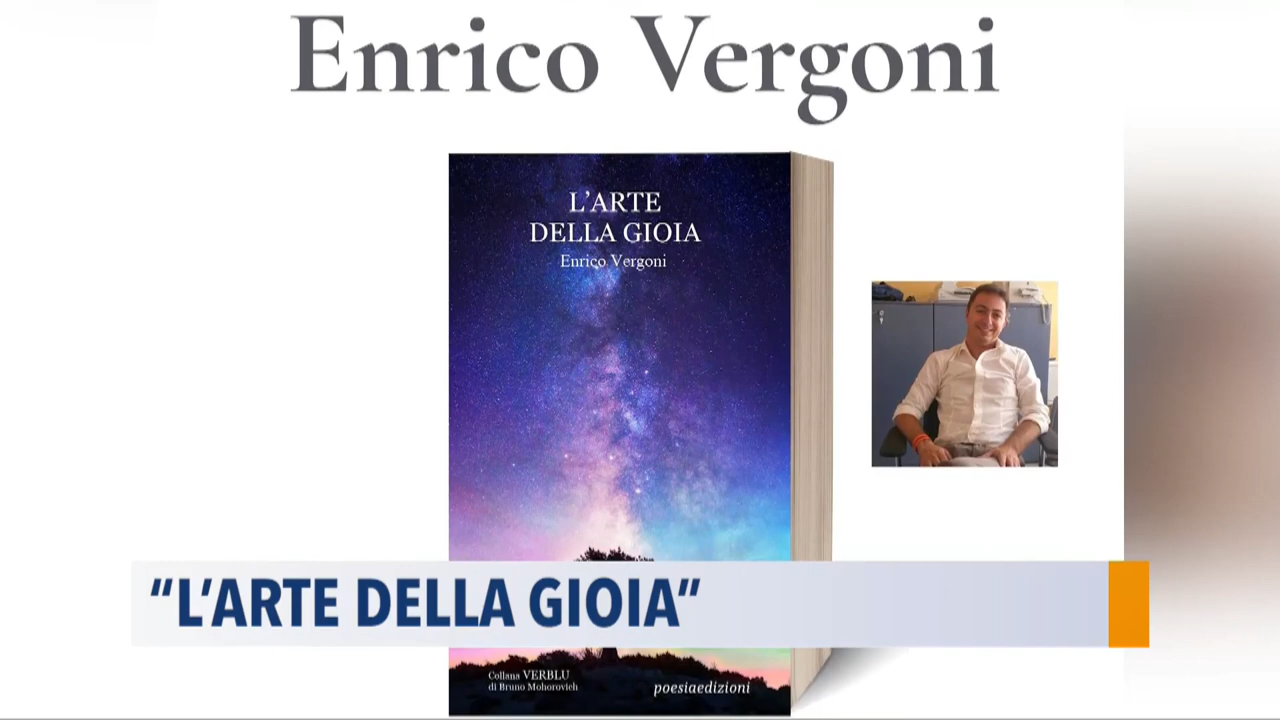 Enrico Vergoni
L'ARTE
DELLA GIOIA
Enrico Vergoni
“L'ARTE DELLA GIOIA“
Collana VERBLU
di Bruno Mohorovich
poesiaedizioni